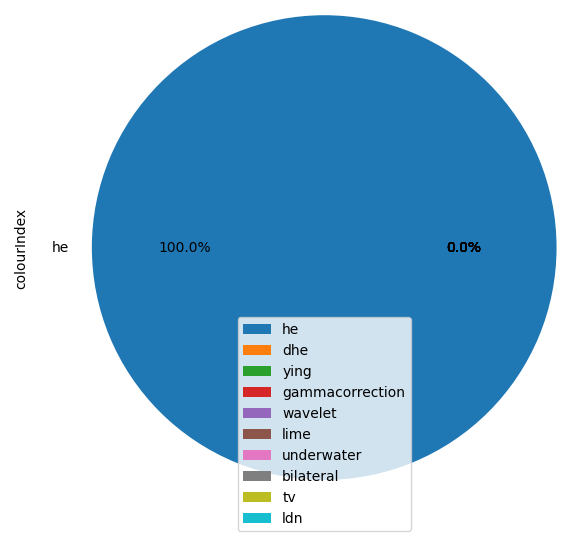 colourIndex
he
100.0%
0.0%
he
dhe
ying
gammacorrection
wavelet
lime
underwater
bilateral
tv
ldn